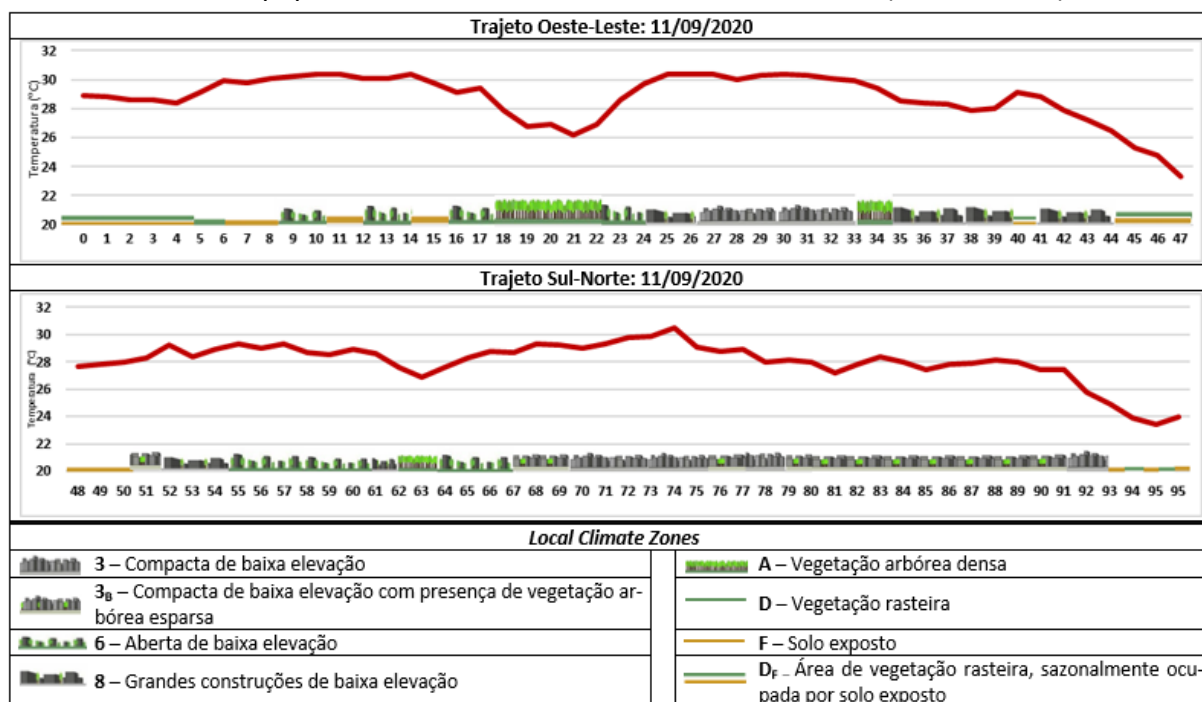 Trajeto Oeste-Leste: 11/09/2020
Temperatura (°C)
32
30
28
26
24
22
20
0 1 2 3 4 5 6 7 8 9 10 11 12 13 14 15 16 17 18 19 20 21 22 23 24 25 26 27 28 29 30 31 32 33 34 35 36 37 38 39 40 41 42 43 44 45 46 47
Trajeto Sul-Norte: 11/09/2020
Temperatura (°C)
32
30
28
26
24
22
20
48 49 50 51 52 53 54 55 56 57 58 59 60 61 62 63 64 65 66 67 68 69 70 71 72 73 74 75 76 77 78 79 80 81 82 83 84 85 86 87 88 89 90 91 92 93 94 95 95
Local Climate Zones
3 – Compacta de baixa elevação
3B – Compacta de baixa elevação com presença de vegetação ar-
bórea esparsa
6 – Aberta de baixa elevação
8 – Grandes construções de baixa elevação
A – Vegetação arbórea densa
D – Vegetação rasteira
F – Solo exposto
DF – Área de vegetação rasteira, sazonalmente ocu-
pada por solo exposto